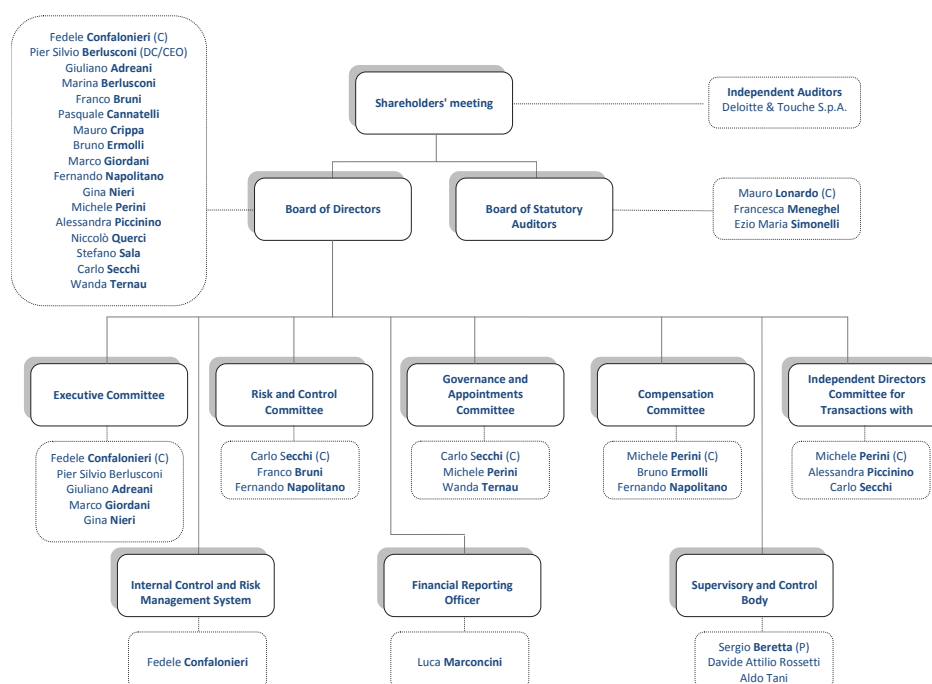 Fedele Confalonieri (C)
Pier Silvio Berlusconi (DC/CEO)
Giuliano Adreani
Marina Berlusconi
Franco Bruni
Pasquale Cannatelli
Mauro Crippa
Bruno Ermolli
Marco Giordani
Fernando Napolitano
Gina Nieri
Michele Perini
Alessandra Piccinino
Niccolò Querci
Stefano Sala
Carlo Secchi
Wanda Ternau
Shareholders' meeting
Independent Auditors
Deloitte & Touche S.p.A.
Board of Directors
Board of Statutory
Auditors
Mauro Lonardo (C)
Francesca Meneghel
Ezio Maria Simonelli
Executive Committee
Risk and Control
Committee
Governance and
Appointments
Committee
Compensation
Committee
Independent Directors
Committee for
Transactions with
Fedele Confalonieri (C)
Pier Silvio Berlusconi
Giuliano Adreani
Marco Giordani
Gina Nieri
Carlo Secchi (C)
Franco Bruni
Fernando Napolitano
Carlo Secchi (C)
Michele Perini
Wanda Ternau
Michele Perini (C)
Bruno Ermolli
Fernando Napolitano
Michele Perini (C)
Alessandra Piccinino
Carlo Secchi
Internal Control and Risk
Management System
Financial Reporting
Officer
Supervisory and Control
Body
Fedele Confalonieri
Luca Marconcini
Sergio Beretta (P)
Davide Attilio Rossetti
Aldo Tani